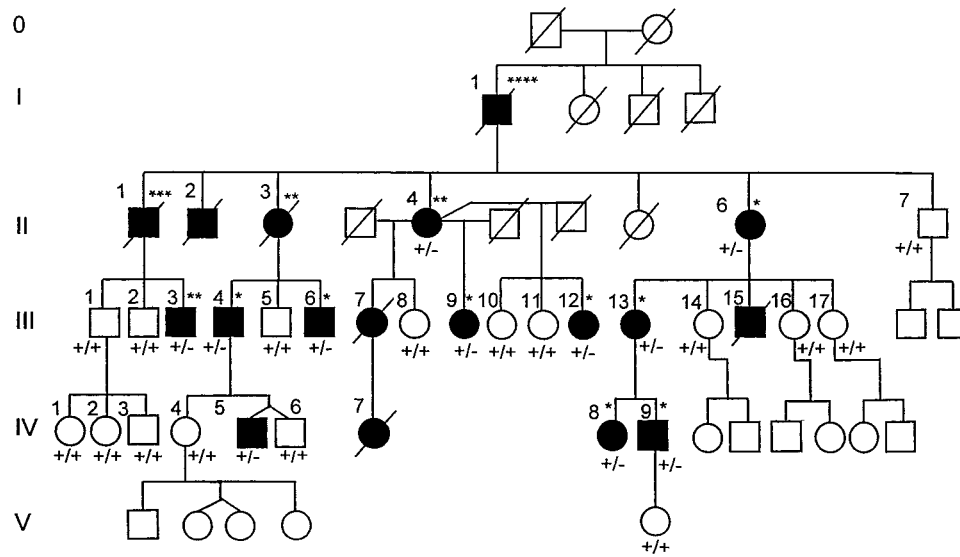 0
I
1 ****
II
1 *** 2 3 ** 4 ** 6 * 7
+/- +/- +/+
III
1 2 3 ** 4 * 5 6 * 7 8 9 * 10 11 12 * 13 * 14 15 16 17
+/+ +/+ +/- +/- +/+ +/- +/+ +/- +/+ +/+ +/- +/- +/+ +/+ +/+
IV
1 2 3 4 5 6 7 8 * 9 *
+/+ +/+ +/+ +/+ +/- +/+ +/- +/-
V
+/+